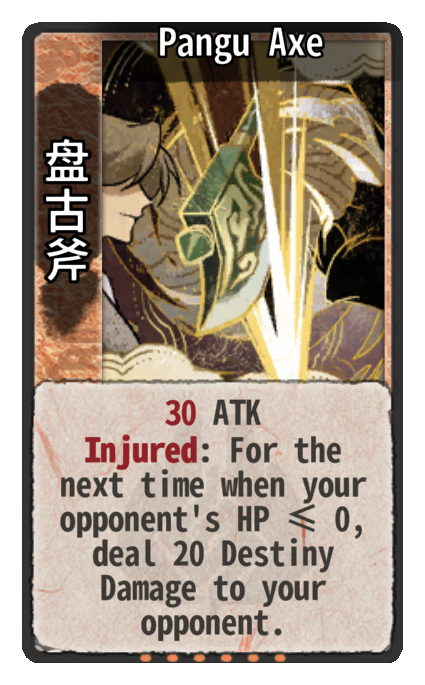 Pangu Axe
盘古斧
30 ATK
Injured: For the
next time when your
opponent's HP ⩽ 0,
deal 20 Destiny
Damage to your
opponent.